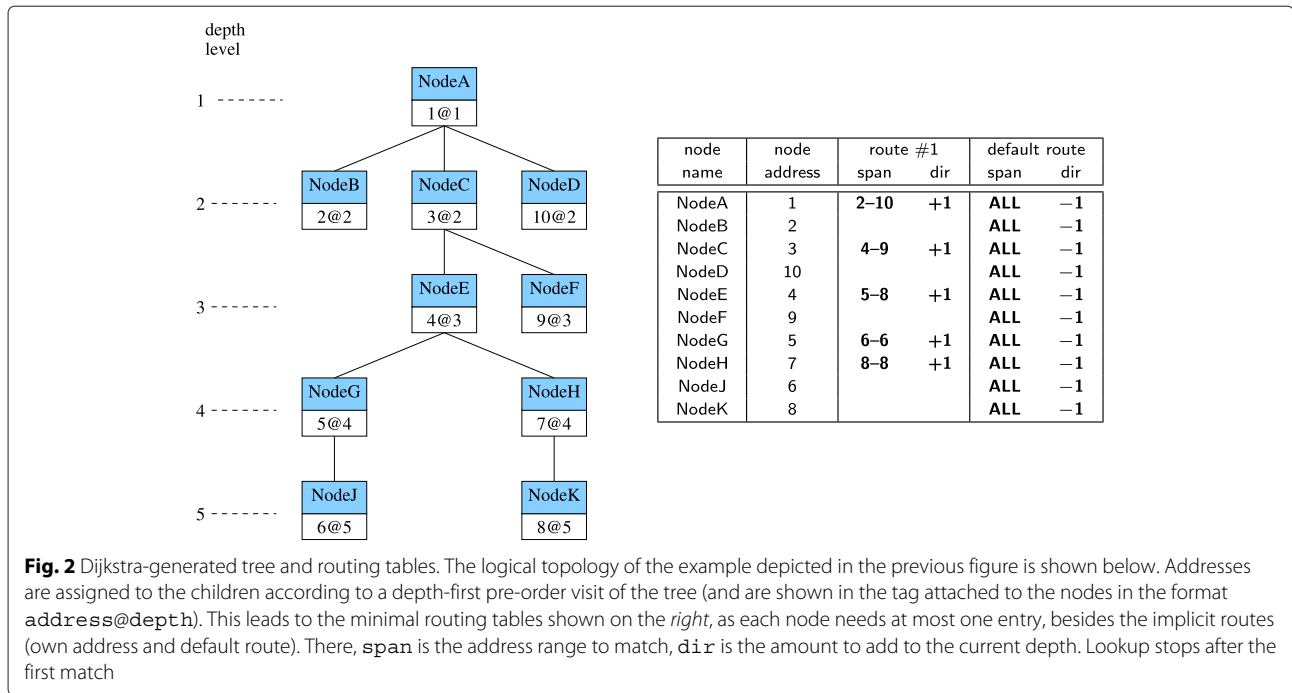 depth
level
1
NodeA
1@1
2
NodeB
NodeC
NodeD
2@2
3@2
10@2
3
NodeE
NodeF
4@3
9@3
4
NodeG
NodeH
5@4
7@4
5
NodeJ
NodeK
6@5
8@5
node node route #1 default route
name address span dir span dir
NodeA 1 2–10 +1 ALL −1
NodeB 2 ALL −1
NodeC 3 4–9 +1 ALL −1
NodeD 10 ALL −1
NodeE 4 5–8 +1 ALL −1
NodeF 9 ALL −1
NodeG 5 6–6 +1 ALL −1
NodeH 7 8–8 +1 ALL −1
NodeJ 6 ALL −1
NodeK 8 ALL −1
Fig. 2 Dijkstra-generated tree and routing tables. The logical topology of the example depicted in the previous figure is shown below. Addresses
are assigned to the children according to a depth-first pre-order visit of the tree (and are shown in the tag attached to the nodes in the format
address@depth). This leads to the minimal routing tables shown on the right, as each node needs at most one entry, besides the implicit routes
(own address and default route). There, span is the address range to match, dir is the amount to add to the current depth. Lookup stops after the
first match